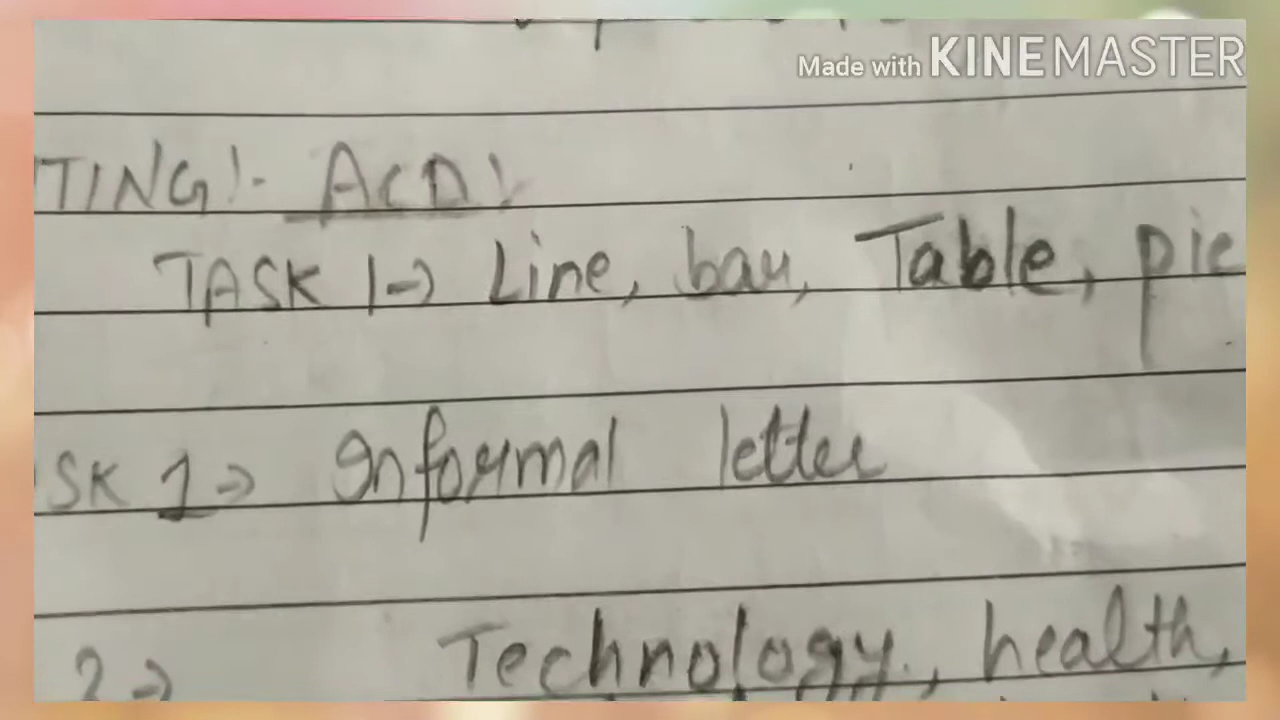 Made with KINEMASTER
TING:- ACD:
TASK 1-> Line, bar, Table, pie
SK 1 => Informal letter
2 => Technology, health,